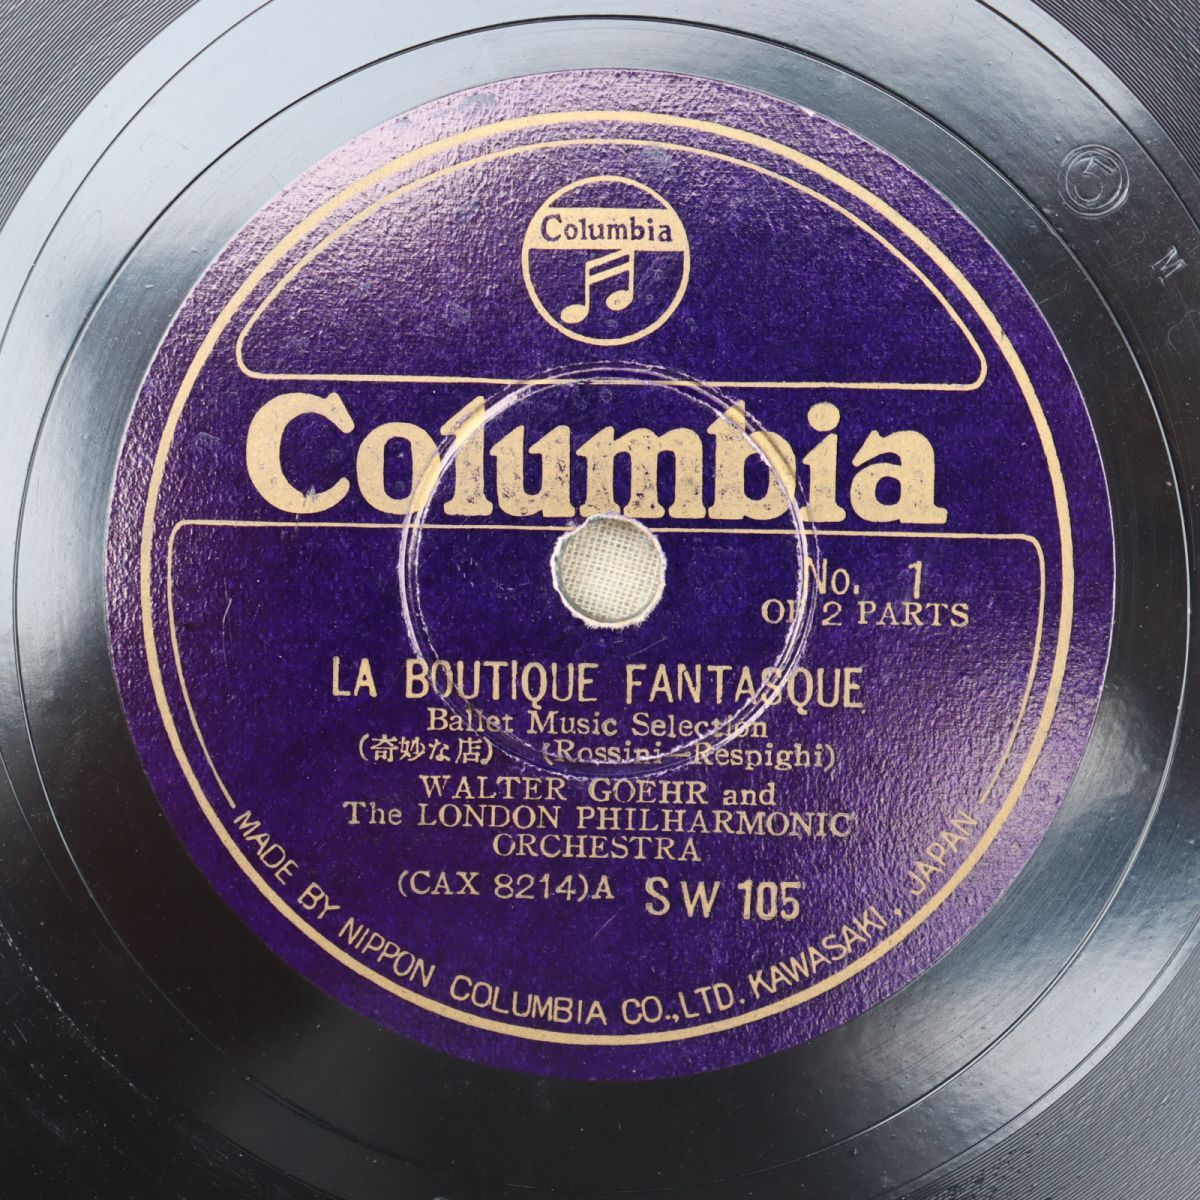 Columbia
Columbia
No. 1
OF 2 PARTS
LA BOUTIQUE FANTASQUE
Ballet Music Selection
(奇妙な店) (Rossini—Respighi)
WALTER GOEHR and
The LONDON PHILHARMONIC
ORCHESTRA
(CAX 8214)A SW 105
MADE BY NIPPON COLUMBIA CO., LTD. KAWASAKI, JAPAN
M